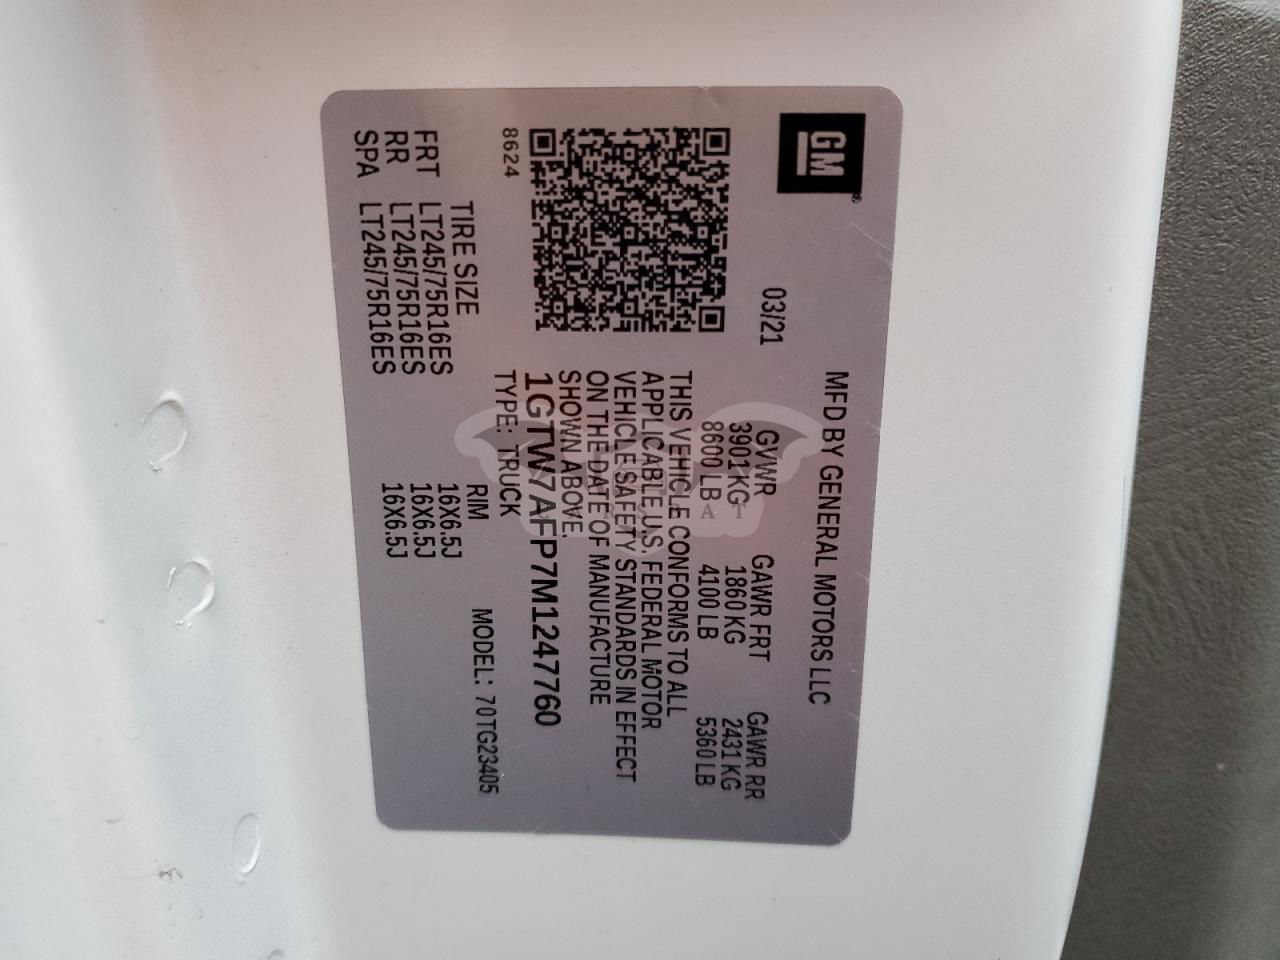 GM
MFD BY GENERAL MOTORS LLC
03/21
GVWR GAWR FRT GAWR RR
3901KG 1860 KG 2431 KG
8600 LB 4100 LB 5360 LB
THIS VEHICLE CONFORMS TO ALL
APPLICABLE U.S. FEDERAL MOTOR
VEHICLE SAFETY STANDARDS IN EFFECT
ON THE DATE OF MANUFACTURE
SHOWN ABOVE.
1GTW7AFP7M1247760
8624
TYPE: TRUCK MODEL: 70TG23405
TIRE SIZE RIM
FRT LT245/75R16ES 16X6.5J
RR LT245/75R16ES 16X6.5J
SPA LT245/75R16ES 16X6.5J